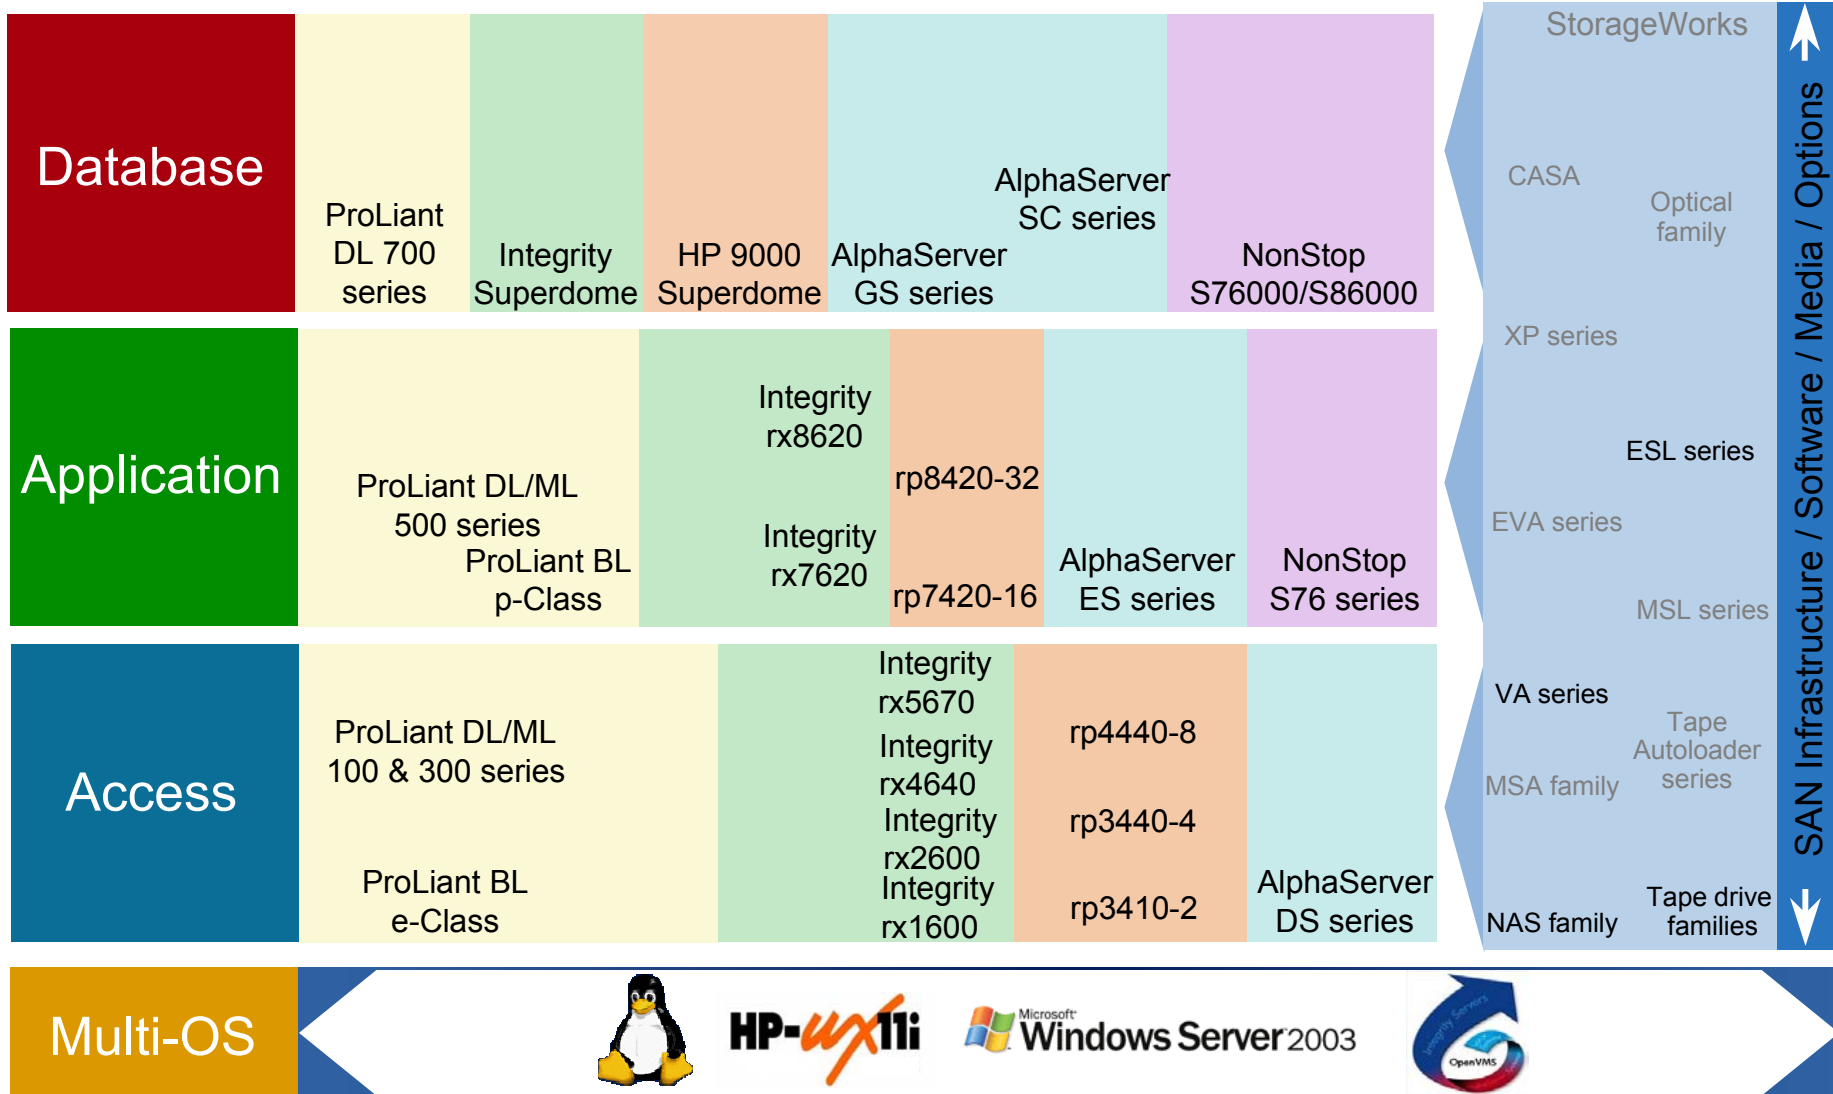 Database
ProLiant
DL 700
series
Integrity
Superdome
HP 9000
Superdome
AlphaServer
GS series
AlphaServer
SC series
NonStop
S76000/S86000
Application
ProLiant DL/ML
500 series
ProLiant BL
p-Class
Integrity
rx8620
Integrity
rx7620
rp8420-32
rp7420-16
AlphaServer
ES series
NonStop
S76 series
Access
ProLiant DL/ML
100 & 300 series
ProLiant BL
e-Class
Integrity
rx5670
Integrity
rx4640
Integrity
rx2600
Integrity
rx1600
rp4440-8
rp3440-4
rp3410-2
AlphaServer
DS series
Multi-OS
HP-UX11i
Microsoft
Windows Server 2003
Integrity Servers
OpenVMS
StorageWorks
CASA
Optical
family
XP series
ESL series
EVA series
MSL series
VA series
Tape
Autoloader
series
MSA family
Tape drive
families
NAS family
SAN Infrastructure / Software / Media / Options